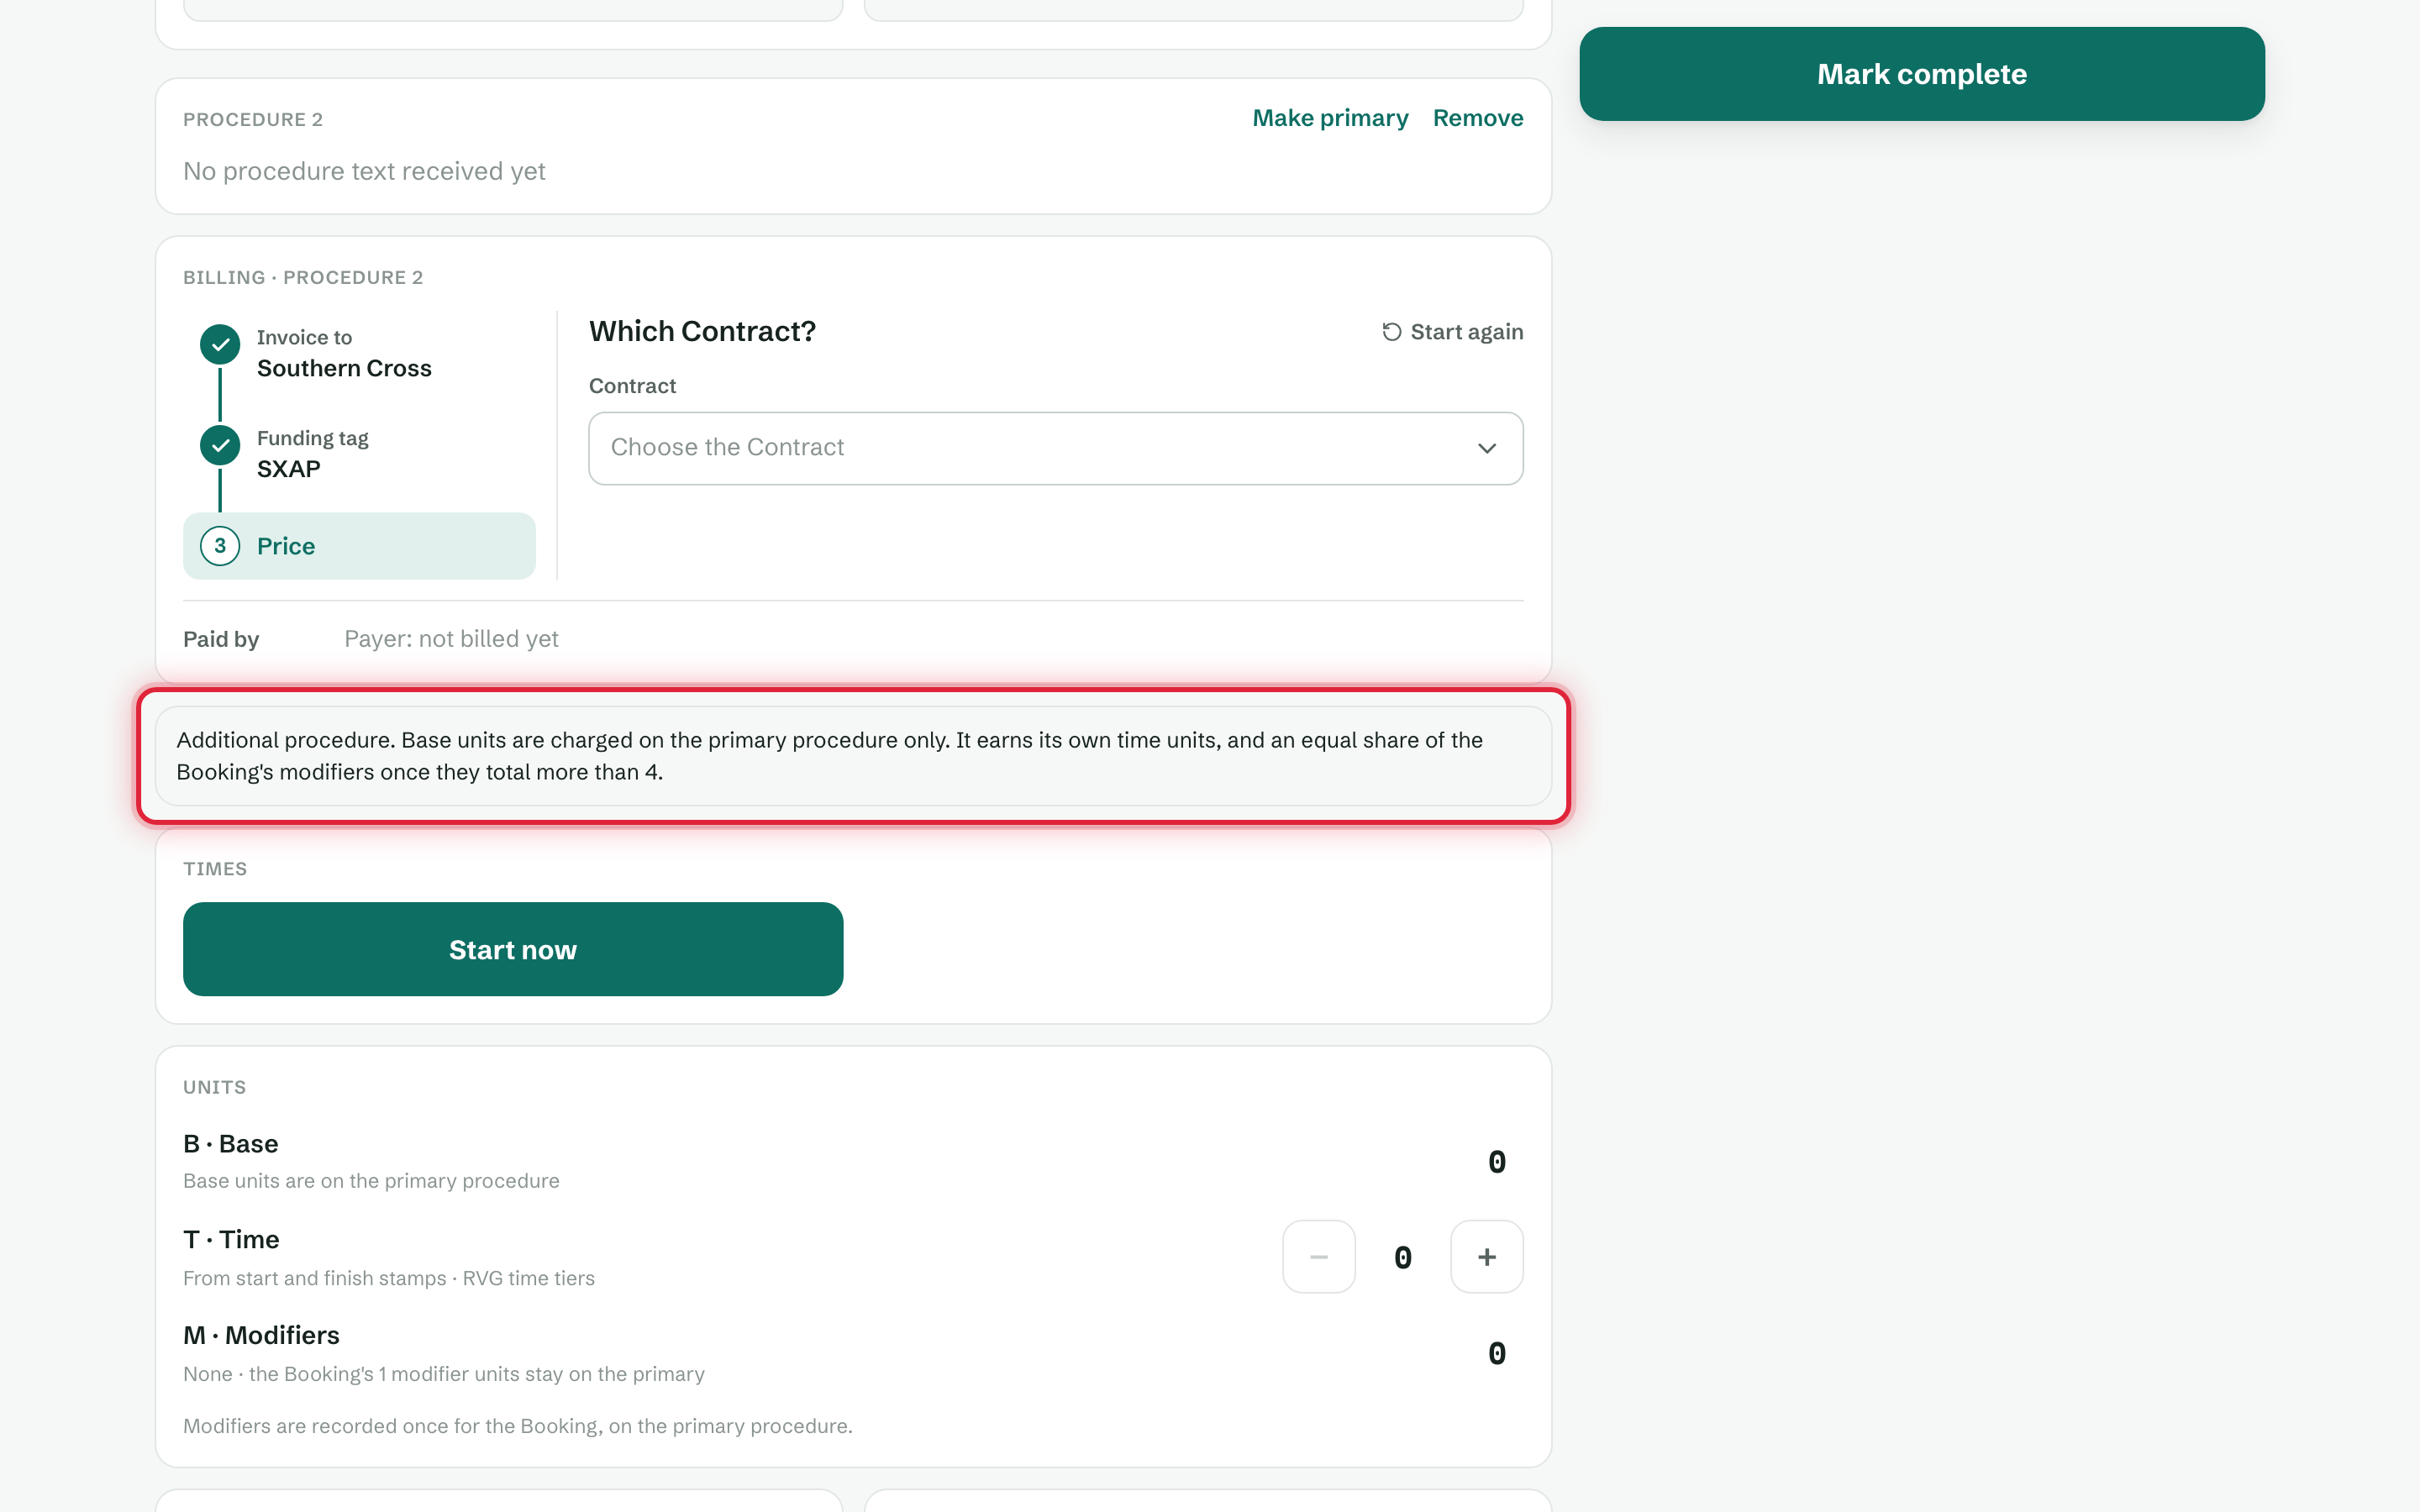 Mark complete
PROCEDURE 2
Make primary
Remove
No procedure text received yet
BILLING · PROCEDURE 2
Invoice to
Southern Cross
Funding tag
SXAP
3
Price
Which Contract?
Start again
Contract
Choose the Contract
Paid by
Payer: not billed yet
Additional procedure. Base units are charged on the primary procedure only. It earns its own time units, and an equal share of the
Booking's modifiers once they total more than 4.
TIMES
Start now
UNITS
B · Base
0
Base units are on the primary procedure
T · Time
− 0 +
From start and finish stamps · RVG time tiers
M · Modifiers
0
None · the Booking's 1 modifier units stay on the primary
Modifiers are recorded once for the Booking, on the primary procedure.